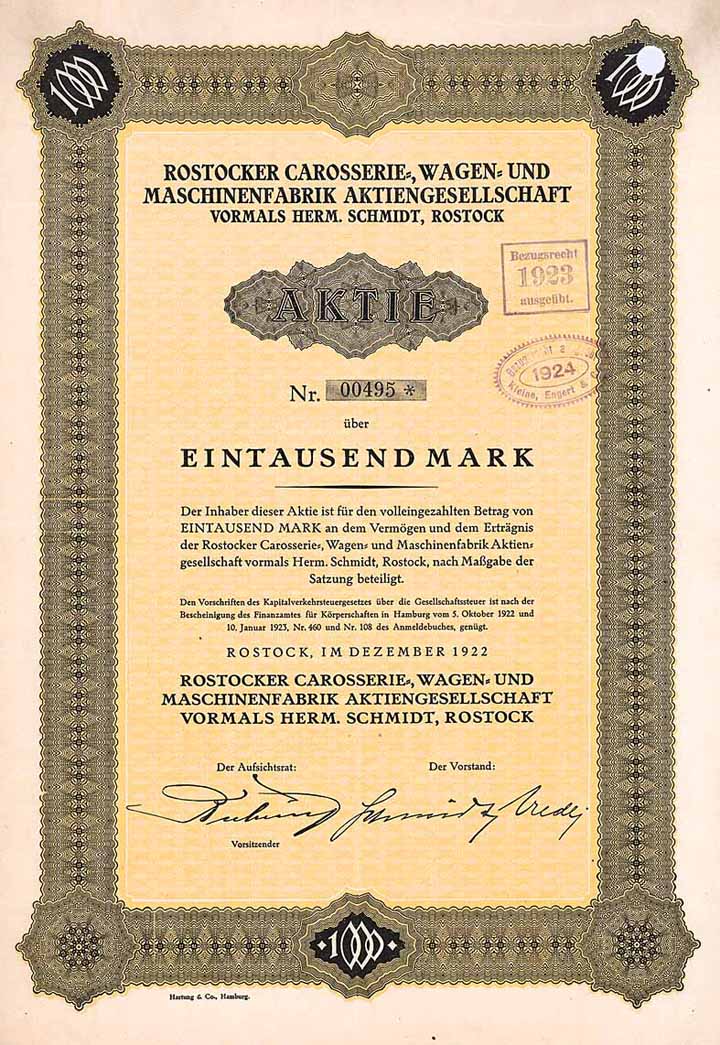 1000
1000
ROSTOCKER CAROSSERIE=, WAGEN= UND
MASCHINENFABRIK AKTIENGESELLSCHAFT
VORMALS HERM. SCHMIDT, ROSTOCK
Bezugsrecht
1923
ausgeübt.
AKTIE
1924
Kleine, Engert &
Nr. 00495 *
über
EINTAUSEND MARK
Der Inhaber dieser Aktie ist für den volleingezahlten Betrag von
EINTAUSEND MARK an dem Vermögen und dem Erträgnis
der Rostocker Carosserie=, Wagen= und Maschinenfabrik Aktien=
gesellschaft vormals Herm. Schmidt, Rostock, nach Maßgabe der
Satzung beteiligt.
Den Vorschriften des Kapitalverkehrsteuergesetzes über die Gesellschaftssteuer ist nach der
Bescheinigung des Finanzamtes für Körperschaften in Hamburg vom 5. Oktober 1922 und
10. Januar 1923, Nr. 460 und Nr. 108 des Anmeldebuches, genügt.
ROSTOCK, IM DEZEMBER 1922
ROSTOCKER CAROSSERIE=, WAGEN= UND
MASCHINENFABRIK AKTIENGESELLSCHAFT
VORMALS HERM. SCHMIDT, ROSTOCK
Der Aufsichtsrat: Der Vorstand:
Schmidt
Vorsitzender
1000
Hartung & Co., Hamburg.